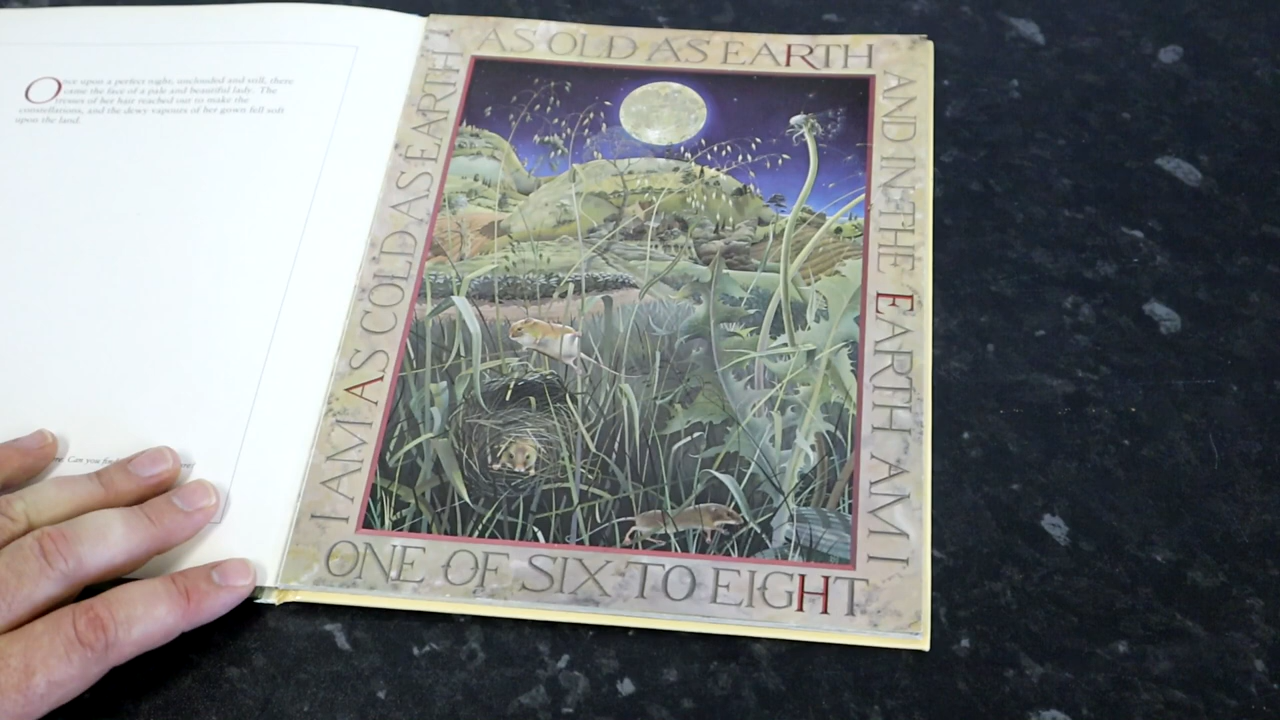 Once upon a perfect night, unclouded and still, there
came the face of a pale and beautiful lady. The
tresses of her hair reached out to make the
constellations, and the dewy vapours of her gown fell soft
upon the land.
Can you
I AM AS COLD AS EARTH
AS OLD AS EARTH
AND IN THE EARTH AM I
ONE OF SIX TO EIGHT